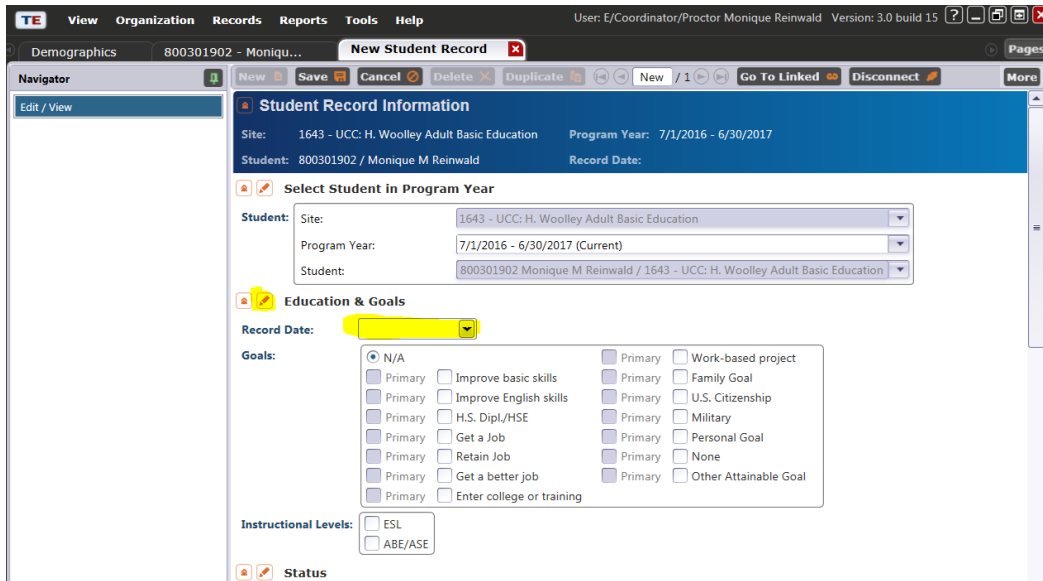 TE View Organization Records Reports Tools Help User: E/Coordinator/Proctor Monique Reinwald Version: 3.0 build 15 ?
Demographics 800301902 - Moniqu... New Student Record Pages
Navigator New Save Cancel Delete Duplicate New / 1 Go To Linked Disconnect More
Edit / View
Student Record Information
Site: 1643 - UCC: H. Woolley Adult Basic Education Program Year: 7/1/2016 - 6/30/2017
Student: 800301902 / Monique M Reinwald Record Date:
Select Student in Program Year
Student: Site: 1643 - UCC: H. Woolley Adult Basic Education
Program Year: 7/1/2016 - 6/30/2017 (Current)
Student: 800301902 Monique M Reinwald / 1643 - UCC: H. Woolley Adult Basic Education
Education & Goals
Record Date:
Goals: N/A Primary Work-based project
Primary Improve basic skills Primary Family Goal
Primary Improve English skills Primary U.S. Citizenship
Primary H.S. Dipl./HSE Primary Military
Primary Get a Job Primary Personal Goal
Primary Retain Job Primary None
Primary Get a better job Primary Other Attainable Goal
Primary Enter college or training
Instructional Levels: ESL
ABE/ASE
Status